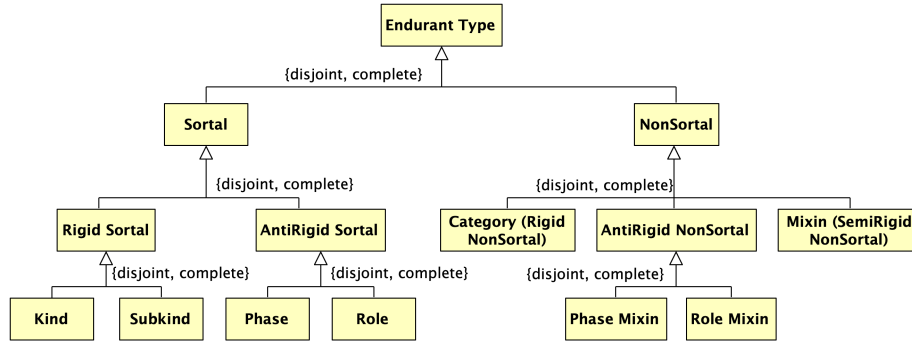 Endurant Type
{disjoint, complete}
Sortal
NonSortal
{disjoint, complete}
{disjoint, complete}
Rigid Sortal
AntiRigid Sortal
Category (Rigid
NonSortal)
AntiRigid NonSortal
Mixin (SemiRigid
NonSortal)
{disjoint, complete}
{disjoint, complete}
{disjoint, complete}
Kind
Subkind
Phase
Role
Phase Mixin
Role Mixin